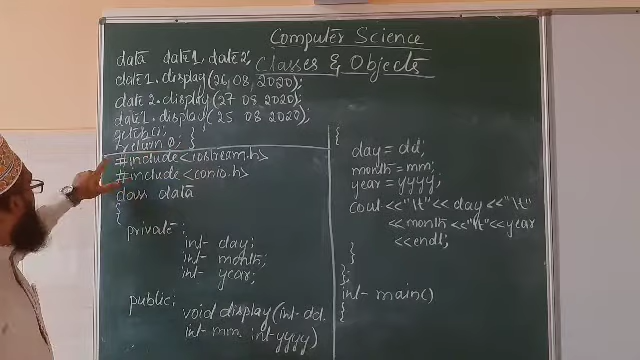 Computer Science
Classes & Objects
data date1, date2;
date1.display(26, 08, 2020);
date2.display(27 08 2020);
date1.display(25 08 2020);
getch();
return 0; }
#include<iostream.h>
#include<conio.h>
class data
{
private:
int day;
int month;
int year;
public:
void display(int dd.
int mm int yyyy)
{
day = dd;
month = mm;
year = yyyy;
cout <<"\t"<< day <<"\t"
<<month <<"\t"<<year
<<endl;
}
};
int main()
{